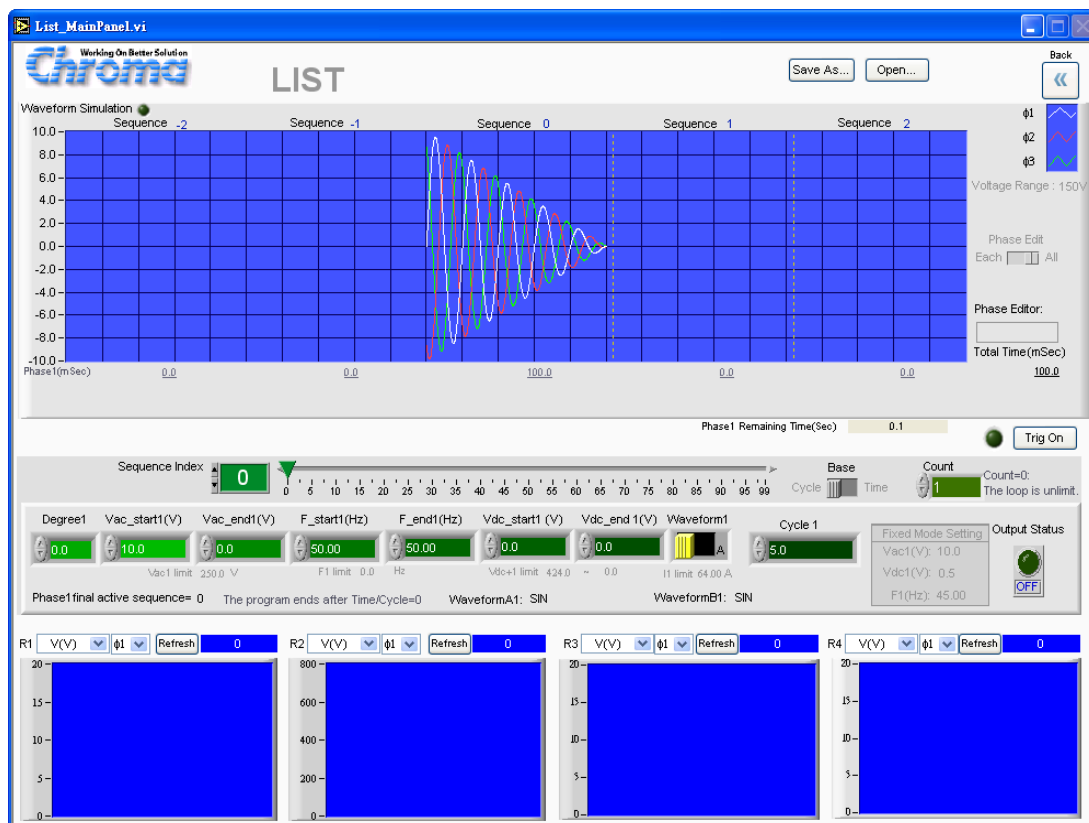 List_MainPanel.vi
Working On Better Solution
Chroma
LIST
Save As...
Open...
Back
Waveform Simulation
Sequence -2
Sequence -1
Sequence 0
Sequence 1
Sequence 2
10.0
8.0
6.0
4.0
2.0
0.0
-2.0
-4.0
-6.0
-8.0
-10.0
ϕ1
ϕ2
ϕ3
Voltage Range : 150V
Phase Edit
Each All
Phase Editor:
Total Time(mSec)
Phase1(mSec) 0.0 0.0 100.0 0.0 0.0 100.0
Phase1 Remaining Time(Sec) 0.1
Trig On
Sequence Index 0
0 5 10 15 20 25 30 35 40 45 50 55 60 65 70 75 80 85 90 95 99
Base
Cycle Time
Count
1
Count=0:
The loop is unlimit.
Degree1 Vac_start1(V) Vac_end1(V) F_start1(Hz) F_end1(Hz) Vdc_start1 (V) Vdc_end 1(V) Waveform1 Cycle 1
0.0 10.0 0.0 50.00 50.00 0.0 0.0 A 5.0
Vac1 limit 250.0 V F1 limit 0.0 Hz Vdc+1 limit 424.0 ~ 0.0 I1 limit 64.00 A
Phase1final active sequence= 0 The program ends after Time/Cycle=0 WaveformA1: SIN WaveformB1: SIN
Fixed Mode Setting
Vac1(V): 10.0
Vdc1(V): 0.5
F1(Hz): 45.00
Output Status
OFF
R1 V(V) ϕ1 Refresh 0
20
15
10
5
0
R2 V(V) ϕ1 Refresh 0
800
600
400
200
0
R3 V(V) ϕ1 Refresh 0
20
15
10
5
0
R4 V(V) ϕ1 Refresh 0
20
15
10
5
0